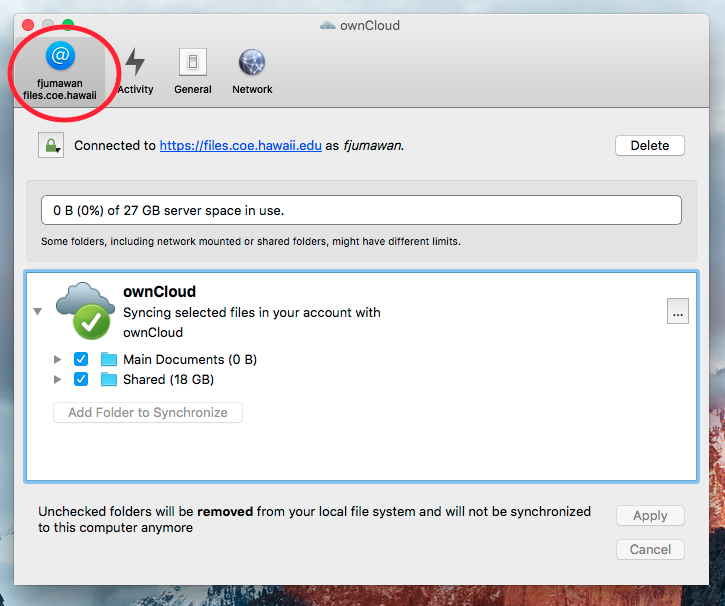 ownCloud
fjumawan
files.coe.hawaii
Activity
General
Network
Connected to https://files.coe.hawaii.edu as fjumawan.
Delete
0 B (0%) of 27 GB server space in use.
Some folders, including network mounted or shared folders, might have different limits.
ownCloud
Syncing selected files in your account with
ownCloud
...
Main Documents (0 B)
Shared (18 GB)
Add Folder to Synchronize
Unchecked folders will be removed from your local file system and will not be synchronized
to this computer anymore
Apply
Cancel